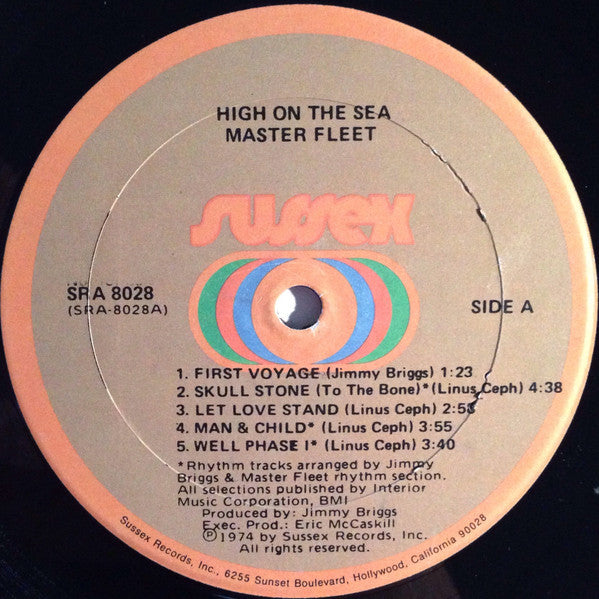 HIGH ON THE SEA
MASTER FLEET
sussex
SRA 8028
(SRA-8028A)
SIDE A
1. FIRST VOYAGE (Jimmy Briggs) 1:23
2. SKULL STONE (To The Bone)* (Linus Ceph) 4:38
3. LET LOVE STAND (Linus Ceph) 2:53
4. MAN & CHILD* (Linus Ceph) 3:55
5. WELL PHASE I* (Linus Ceph) 3:40
*Rhythm tracks arranged by Jimmy
Briggs & Master Fleet rhythm section.
All selections published by Interior
Music Corporation, BMI
Produced by: Jimmy Briggs
Exec. Prod.: Eric McCaskill
℗1974 by Sussex Records, Inc.
All rights reserved.
Sussex Records, Inc., 6255 Sunset Boulevard, Hollywood, California 90028